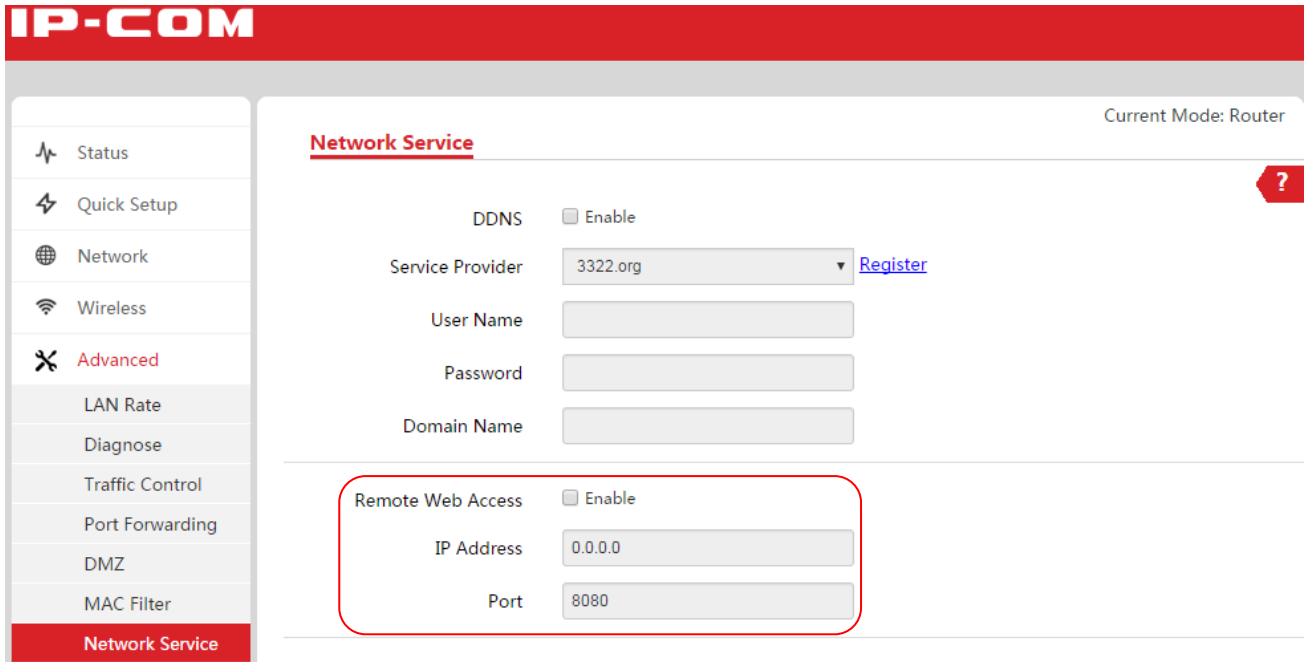 IP-COM
Current Mode: Router
Network Service
?
Status
Quick Setup
Network
Wireless
Advanced
LAN Rate
Diagnose
Traffic Control
Port Forwarding
DMZ
MAC Filter
Network Service
DDNS Enable
Service Provider 3322.org Register
User Name
Password
Domain Name
Remote Web Access Enable
IP Address 0.0.0.0
Port 8080